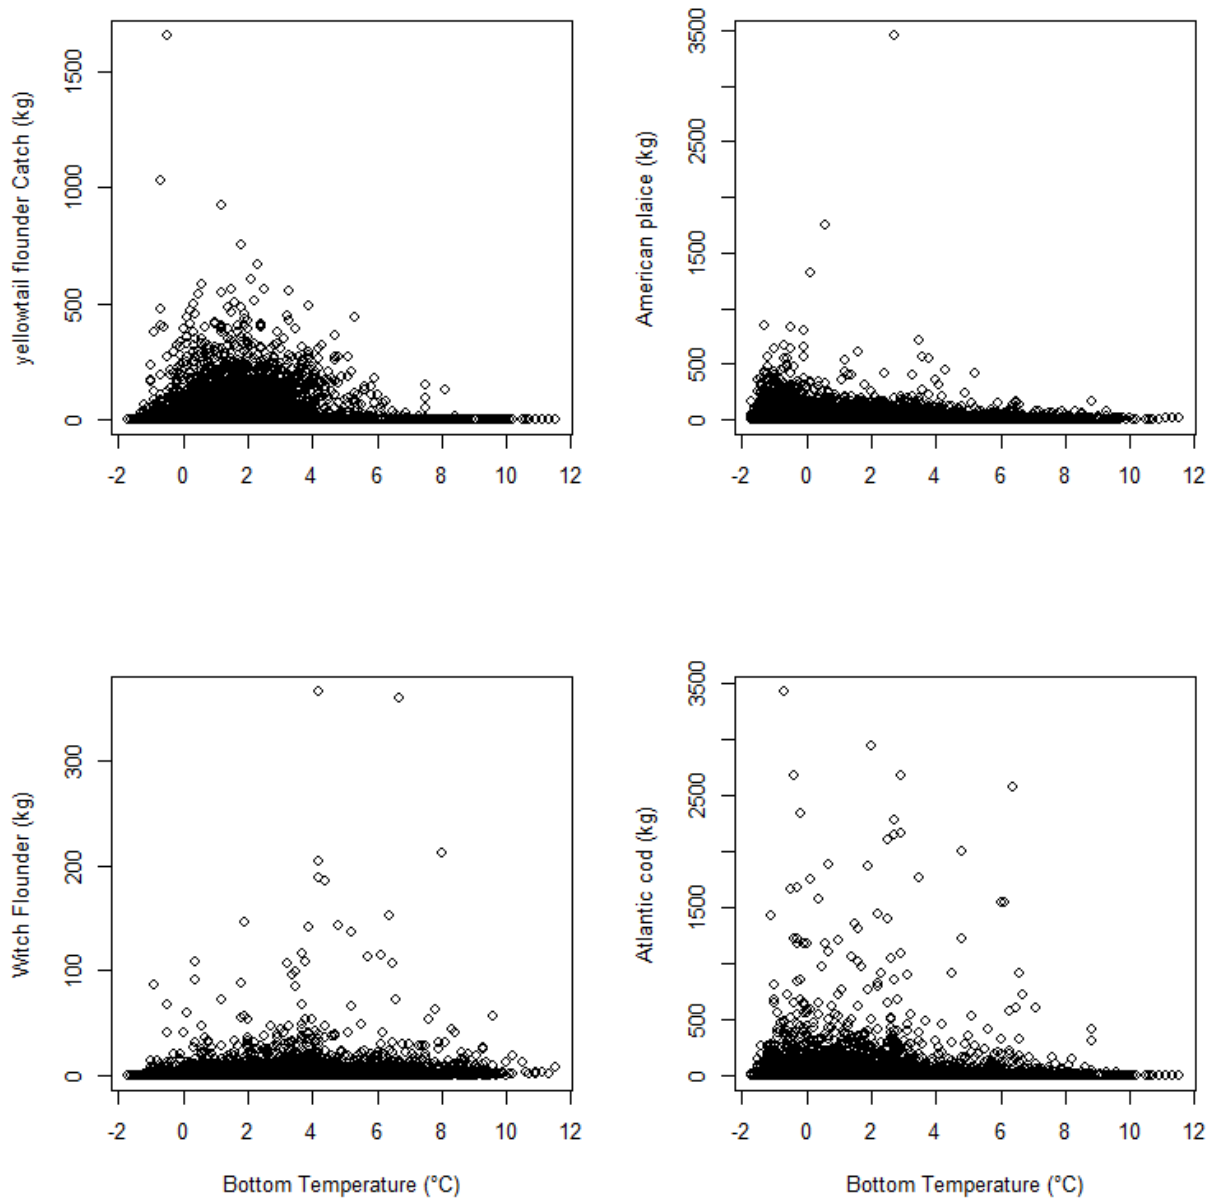 yellowtail flounder Catch (kg)
0
500
1000
1500
-2 0 2 4 6 8 10 12
American plaice (kg)
0
500
1500
2500
3500
-2 0 2 4 6 8 10 12
Witch Flounder (kg)
0
100
200
300
-2 0 2 4 6 8 10 12
Bottom Temperature (°C)
Atlantic cod (kg)
0
500
1500
2500
3500
-2 0 2 4 6 8 10 12
Bottom Temperature (°C)